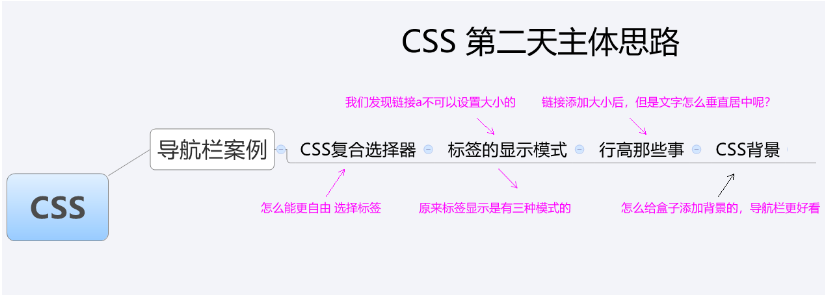 CSS 第二天主体思路
我们发现链接a不可以设置大小的
链接添加大小后，但是文字怎么垂直居中呢？
导航栏案例
CSS复合选择器
标签的显示模式
行高那些事
CSS背景
CSS
怎么能更自由 选择标签
原来标签显示是有三种模式的
怎么给盒子添加背景的，导航栏更好看